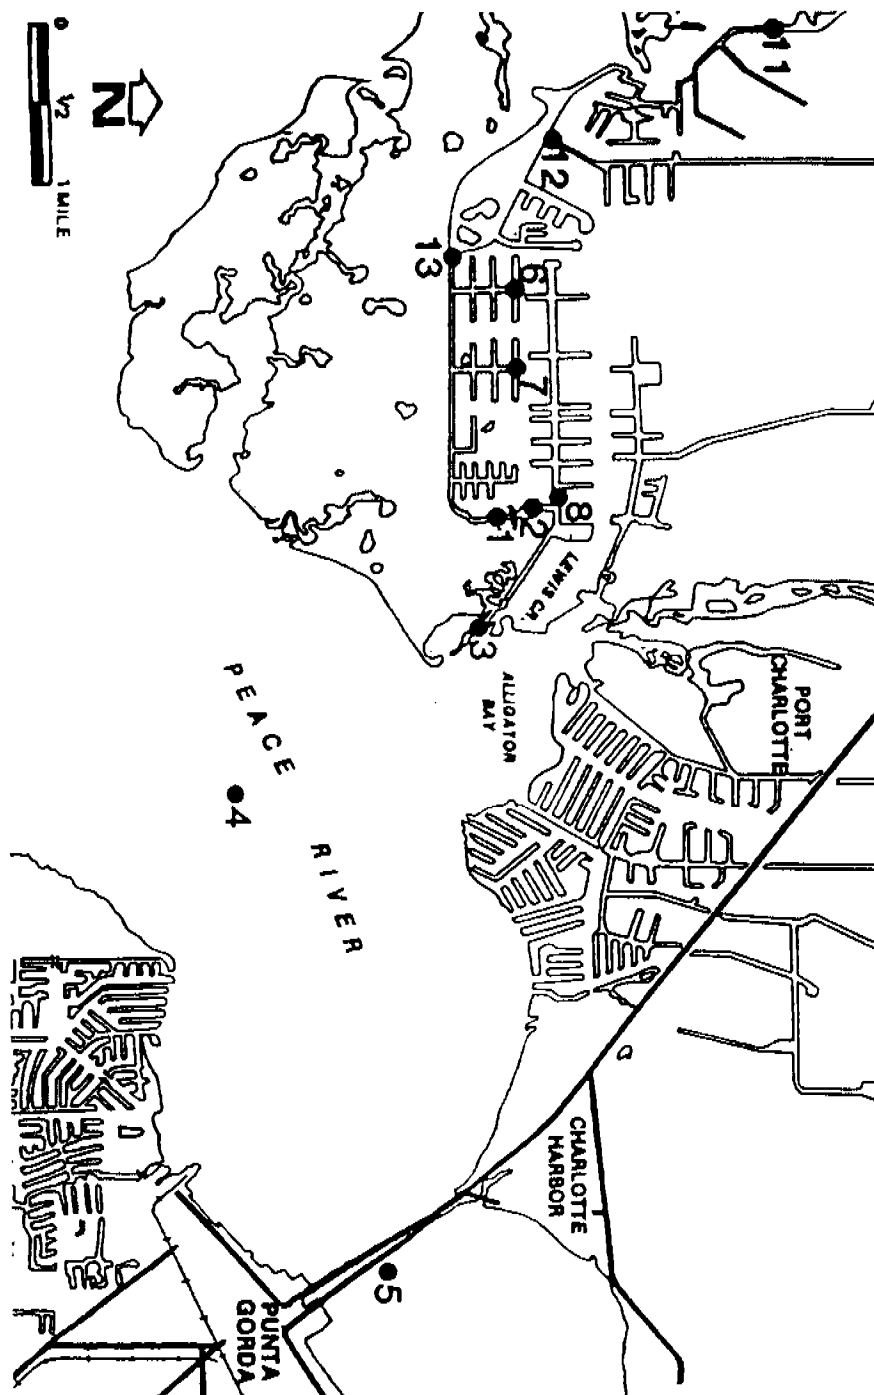 11
PORT
CHARLOTTE
12
LEWIS CR.
CHARLOTTE
HARBOR
6
7
8
2
1
13
3
ALLIGATOR
BAY
5
PEACE RIVER
4
PUNTA
GORDA
N
0 1/2 1 MILE